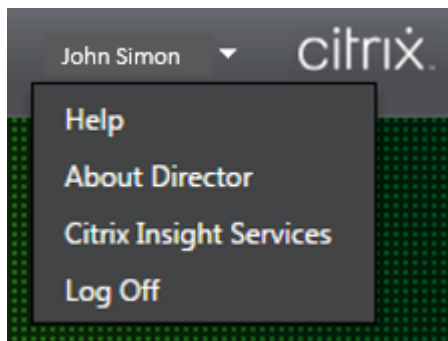 John Simon
citrix
Help
About Director
Citrix Insight Services
Log Off